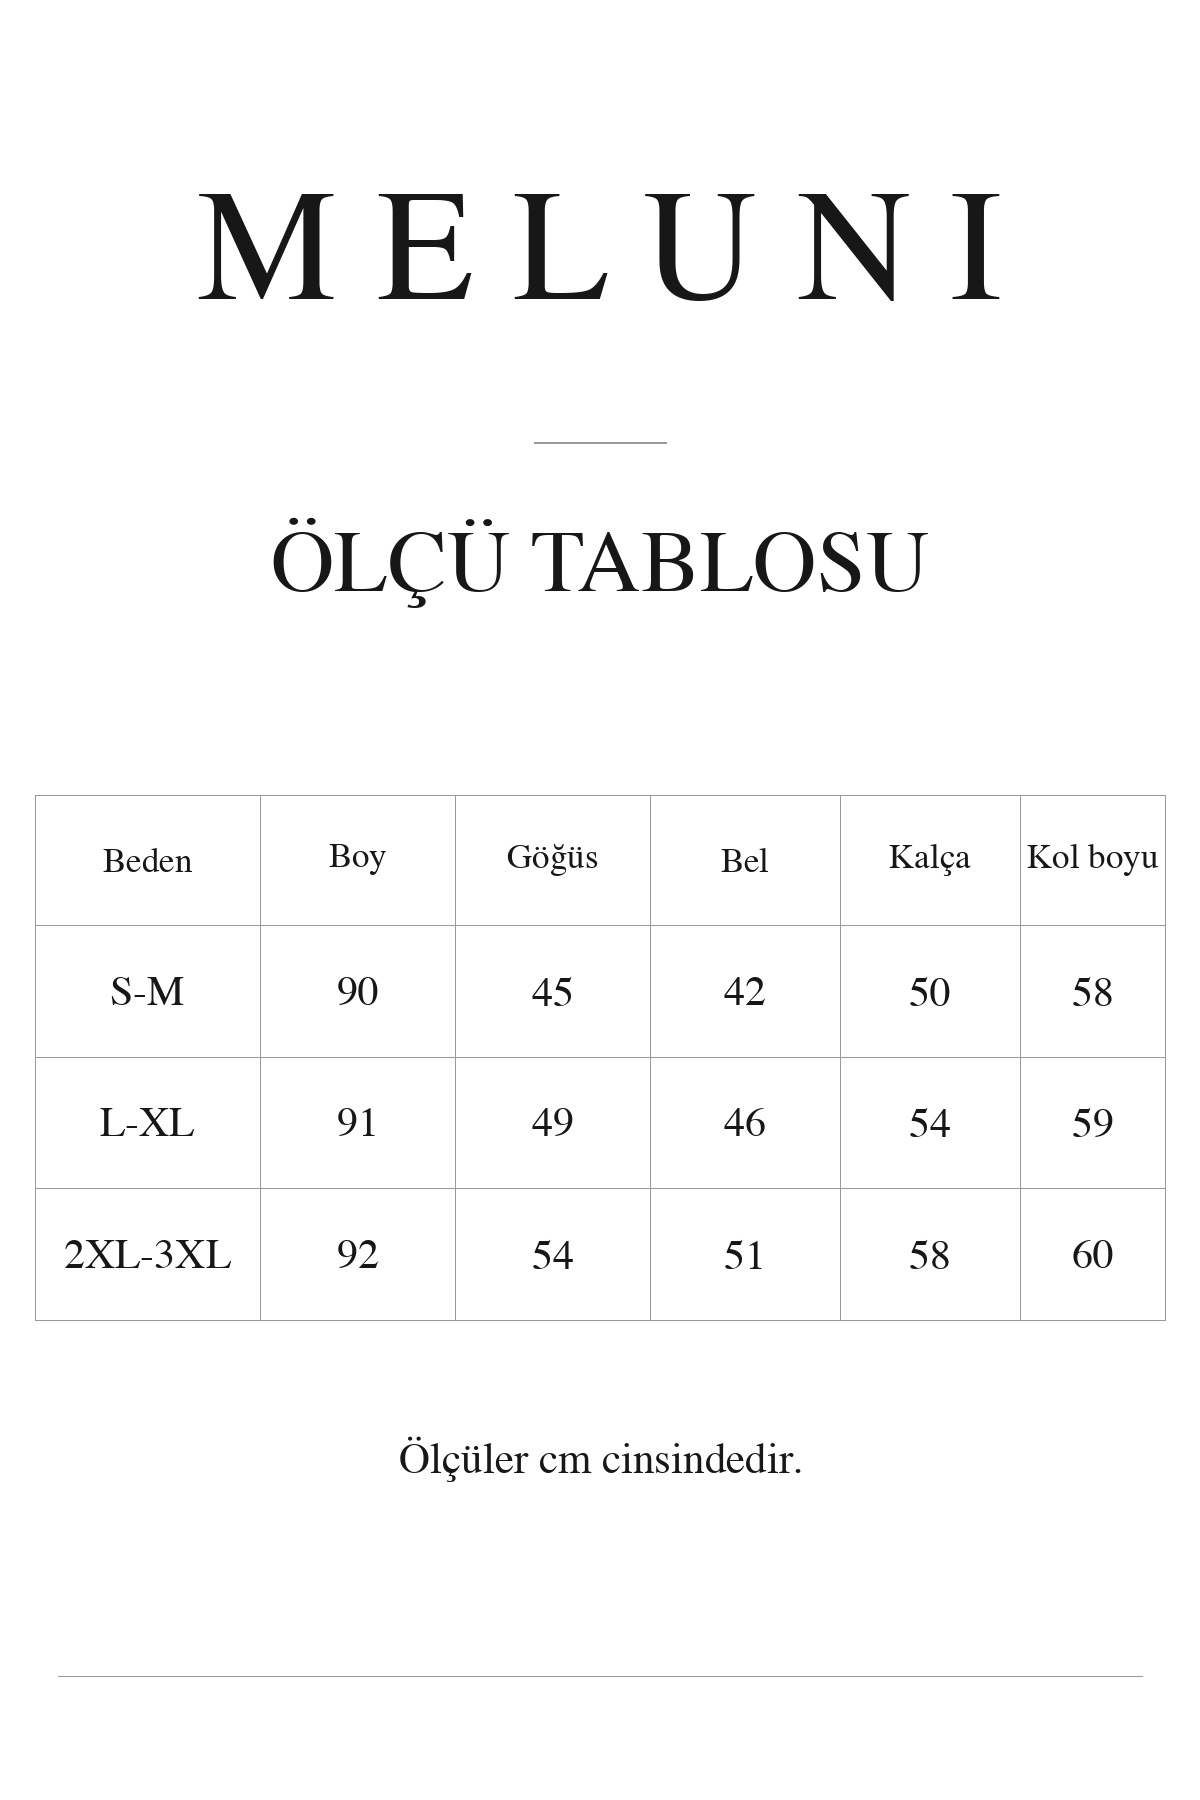 MELUNI
ÖLÇÜ TABLOSU
Beden Boy Göğüs Bel Kalça Kol boyu
S-M 90 45 42 50 58
L-XL 91 49 46 54 59
2XL-3XL 92 54 51 58 60
Ölçüler cm cinsindedir.